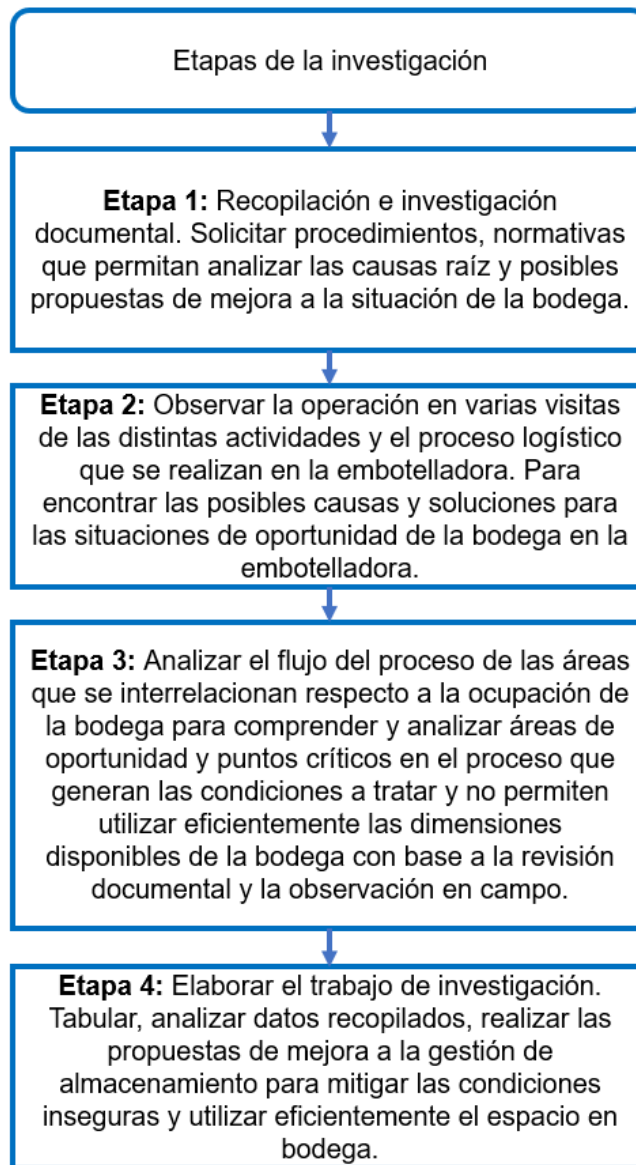 Etapas de la investigación
Etapa 1: Recopilación e investigación
documental. Solicitar procedimientos, normativas
que permitan analizar las causas raíz y posibles
propuestas de mejora a la situación de la bodega.
Etapa 2: Observar la operación en varias visitas
de las distintas actividades y el proceso logístico
que se realizan en la embotelladora. Para
encontrar las posibles causas y soluciones para
las situaciones de oportunidad de la bodega en la
embotelladora.
Etapa 3: Analizar el flujo del proceso de las áreas
que se interrelacionan respecto a la ocupación de
la bodega para comprender y analizar áreas de
oportunidad y puntos críticos en el proceso que
generan las condiciones a tratar y no permiten
utilizar eficientemente las dimensiones
disponibles de la bodega con base a la revisión
documental y la observación en campo.
Etapa 4: Elaborar el trabajo de investigación.
Tabular, analizar datos recopilados, realizar las
propuestas de mejora a la gestión de
almacenamiento para mitigar las condiciones
inseguras y utilizar eficientemente el espacio en
bodega.